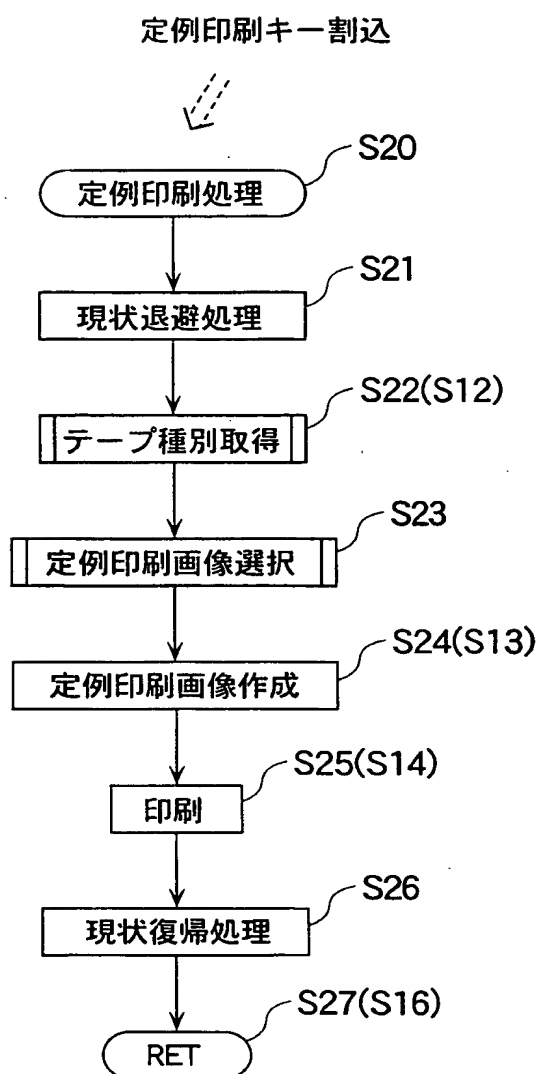 定例印刷キー割込
S20
定例印刷処理
S21
現状退避処理
S22(S12)
テープ種別取得
S23
定例印刷画像選択
S24(S13)
定例印刷画像作成
S25(S14)
印刷
S26
現状復帰処理
S27(S16)
RET